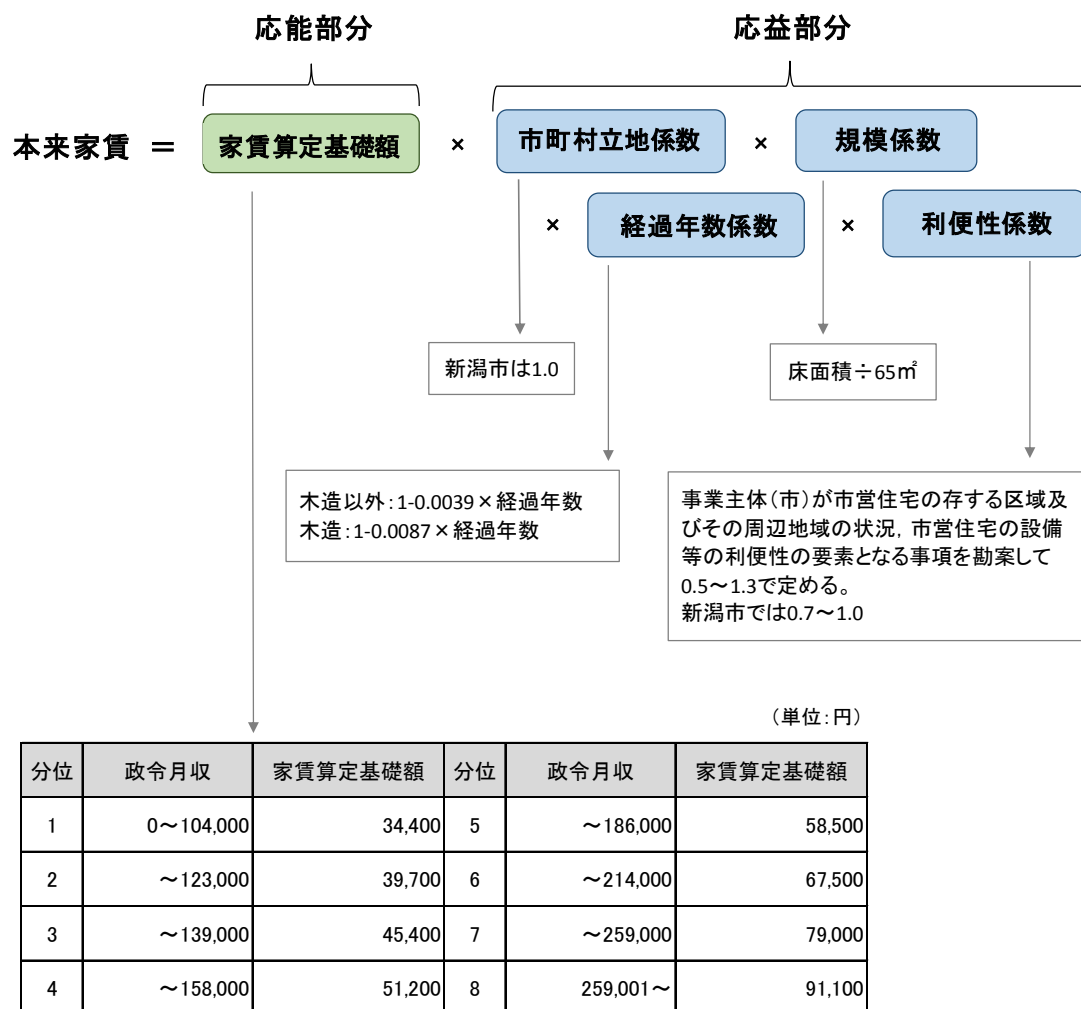 応能部分 応益部分
本来家賃 = 家賃算定基礎額 × 市町村立地係数 × 規模係数
× 経過年数係数 × 利便性係数
新潟市は1.0
床面積÷65㎡
木造以外:1-0.0039×経過年数
木造:1-0.0087×経過年数
事業主体(市)が市営住宅の存する区域及
びその周辺地域の状況,市営住宅の設備
等の利便性の要素となる事項を勘案して
0.5~1.3で定める。
新潟市では0.7~1.0
(単位:円)
分位 政令月収 家賃算定基礎額 分位 政令月収 家賃算定基礎額
1 0~104,000 34,400 5 ~186,000 58,500
2 ~123,000 39,700 6 ~214,000 67,500
3 ~139,000 45,400 7 ~259,000 79,000
4 ~158,000 51,200 8 259,001~ 91,100